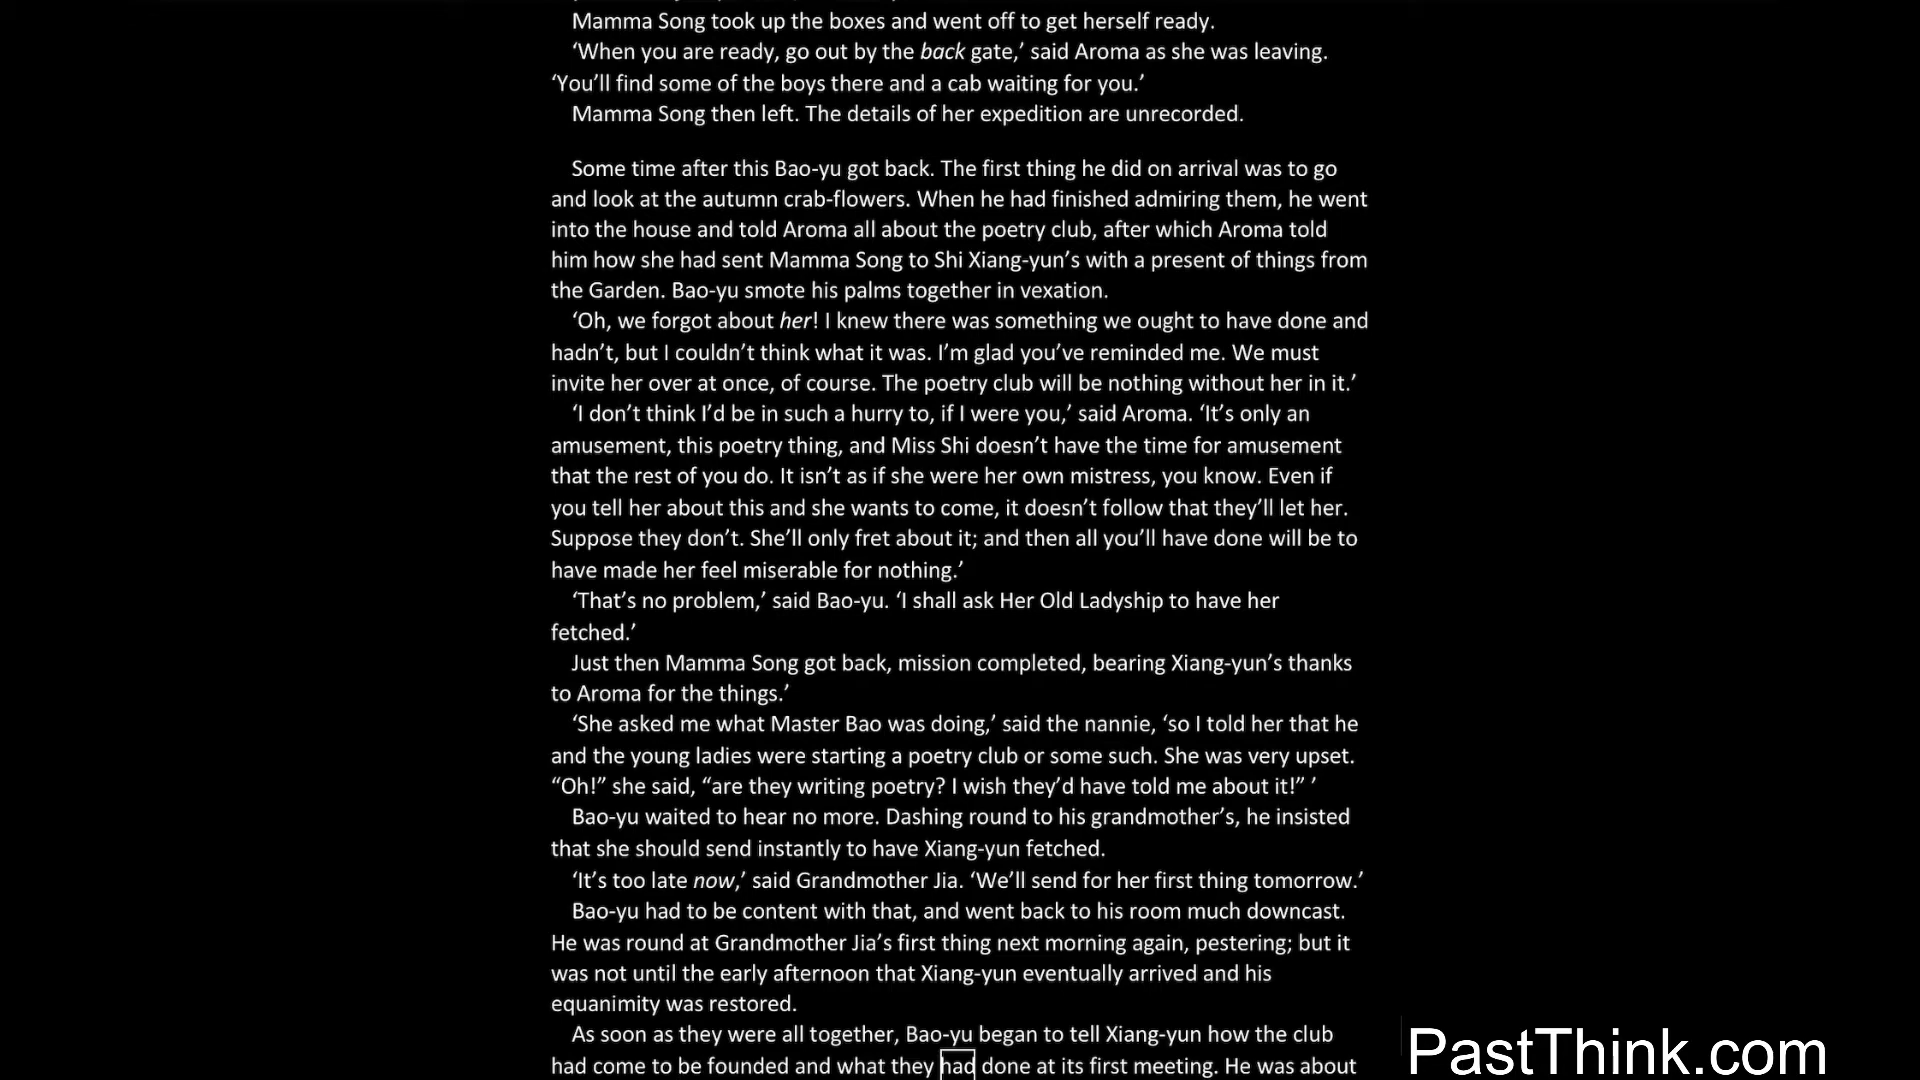 Mamma Song took up the boxes and went off to get herself ready.
‘When you are ready, go out by the back gate,’ said Aroma as she was leaving.
‘You’ll find some of the boys there and a cab waiting for you.’
Mamma Song then left. The details of her expedition are unrecorded.
Some time after this Bao-yu got back. The first thing he did on arrival was to go
and look at the autumn crab-flowers. When he had finished admiring them, he went
into the house and told Aroma all about the poetry club, after which Aroma told
him how she had sent Mamma Song to Shi Xiang-yun’s with a present of things from
the Garden. Bao-yu smote his palms together in vexation.
‘Oh, we forgot about her! I knew there was something we ought to have done and
hadn’t, but I couldn’t think what it was. I’m glad you’ve reminded me. We must
invite her over at once, of course. The poetry club will be nothing without her in it.’
‘I don’t think I’d be in such a hurry to, if I were you,’ said Aroma. ‘It’s only an
amusement, this poetry thing, and Miss Shi doesn’t have the time for amusement
that the rest of you do. It isn’t as if she were her own mistress, you know. Even if
you tell her about this and she wants to come, it doesn’t follow that they’ll let her.
Suppose they don’t. She’ll only fret about it; and then all you’ll have done will be to
have made her feel miserable for nothing.’
‘That’s no problem,’ said Bao-yu. ‘I shall ask Her Old Ladyship to have her
fetched.’
Just then Mamma Song got back, mission completed, bearing Xiang-yun’s thanks
to Aroma for the things.’
‘She asked me what Master Bao was doing,’ said the nannie, ‘so I told her that he
and the young ladies were starting a poetry club or some such. She was very upset.
“Oh!” she said, “are they writing poetry? I wish they’d have told me about it!” ’
Bao-yu waited to hear no more. Dashing round to his grandmother’s, he insisted
that she should send instantly to have Xiang-yun fetched.
‘It’s too late now,’ said Grandmother Jia. ‘We’ll send for her first thing tomorrow.’
Bao-yu had to be content with that, and went back to his room much downcast.
He was round at Grandmother Jia’s first thing next morning again, pestering; but it
was not until the early afternoon that Xiang-yun eventually arrived and his
equanimity was restored.
As soon as they were all together, Bao-yu began to tell Xiang-yun how the club
had come to be founded and what they had done at its first meeting. He was about
PastThink.com